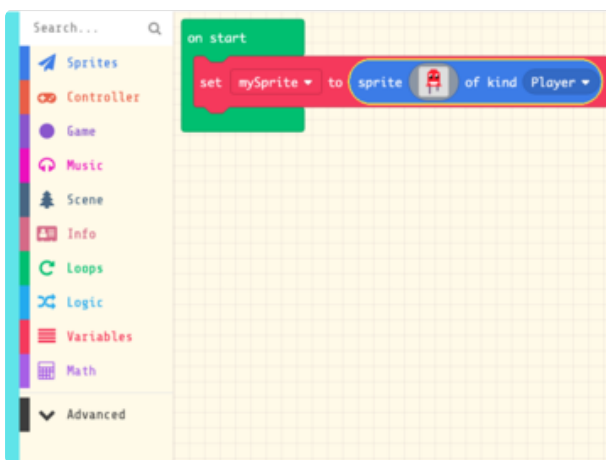 Search...
Sprites
Controller
Game
Music
Scene
Info
Loops
Logic
Variables
Math
Advanced
on start
set mySprite to sprite of kind Player